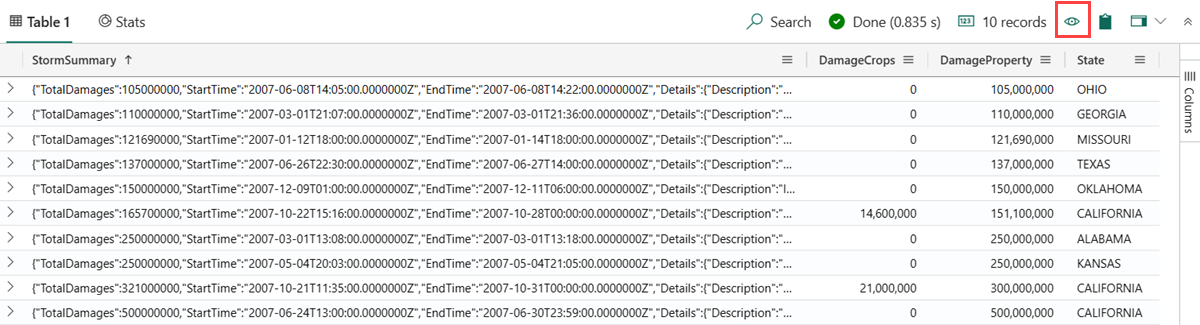 Table 1 Stats Search Done (0.835 s) 10 records
StormSummary ↑ DamageCrops DamageProperty State
{"TotalDamages":105000000,"StartTime":"2007-06-08T14:05:00.0000000Z","EndTime":"2007-06-08T14:22:00.0000000Z","Details":{"Description":"... 0 105,000,000 OHIO
{"TotalDamages":110000000,"StartTime":"2007-03-01T21:07:00.0000000Z","EndTime":"2007-03-01T21:36:00.0000000Z","Details":{"Description":"... 0 110,000,000 GEORGIA
{"TotalDamages":121690000,"StartTime":"2007-01-12T18:00:00.0000000Z","EndTime":"2007-01-14T18:00:00.0000000Z","Details":{"Description":"... 0 121,690,000 MISSOURI
{"TotalDamages":137000000,"StartTime":"2007-06-26T22:30:00.0000000Z","EndTime":"2007-06-27T14:00:00.0000000Z","Details":{"Description":"... 0 137,000,000 TEXAS
{"TotalDamages":150000000,"StartTime":"2007-12-09T01:00:00.0000000Z","EndTime":"2007-12-11T06:00:00.0000000Z","Details":{"Description":"I... 0 150,000,000 OKLAHOMA
{"TotalDamages":165700000,"StartTime":"2007-10-22T15:16:00.0000000Z","EndTime":"2007-10-28T00:00:00.0000000Z","Details":{"Description":"... 14,600,000 151,100,000 CALIFORNIA
{"TotalDamages":250000000,"StartTime":"2007-03-01T13:08:00.0000000Z","EndTime":"2007-03-01T13:18:00.0000000Z","Details":{"Description":"... 0 250,000,000 ALABAMA
{"TotalDamages":250000000,"StartTime":"2007-05-04T20:03:00.0000000Z","EndTime":"2007-05-04T21:05:00.0000000Z","Details":{"Description":"... 0 250,000,000 KANSAS
{"TotalDamages":321000000,"StartTime":"2007-10-21T11:35:00.0000000Z","EndTime":"2007-10-31T00:00:00.0000000Z","Details":{"Description":"... 21,000,000 300,000,000 CALIFORNIA
{"TotalDamages":500000000,"StartTime":"2007-06-24T13:00:00.0000000Z","EndTime":"2007-06-30T23:59:00.0000000Z","Details":{"Description":"... 0 500,000,000 CALIFORNIA
Columns